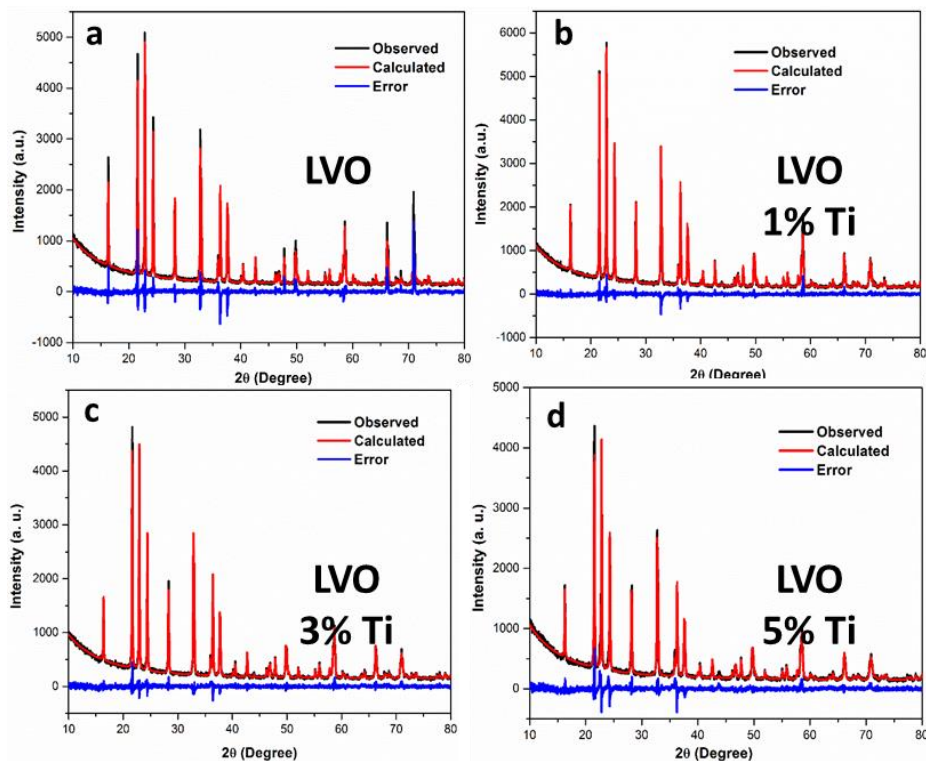 a
Observed
Calculated
Error
LVO
Intensity (a.u.)
5000
4000
3000
2000
1000
0
-1000
10 20 30 40 50 60 70 80
2θ (Degree)
b
Observed
Calculated
Error
LVO
1% Ti
Intensity (a.u.)
6000
5000
4000
3000
2000
1000
0
-1000
10 20 30 40 50 60 70 80
2θ (Degree)
c
Observed
Calculated
Error
LVO
3% Ti
Intensity (a. u.)
5000
4000
3000
2000
1000
0
10 20 30 40 50 60 70 80
2θ (Degree)
d
Observed
Calculated
Error
LVO
5% Ti
Intensity (a.u.)
5000
4000
3000
2000
1000
0
10 20 30 40 50 60 70 80
2θ (Degree)